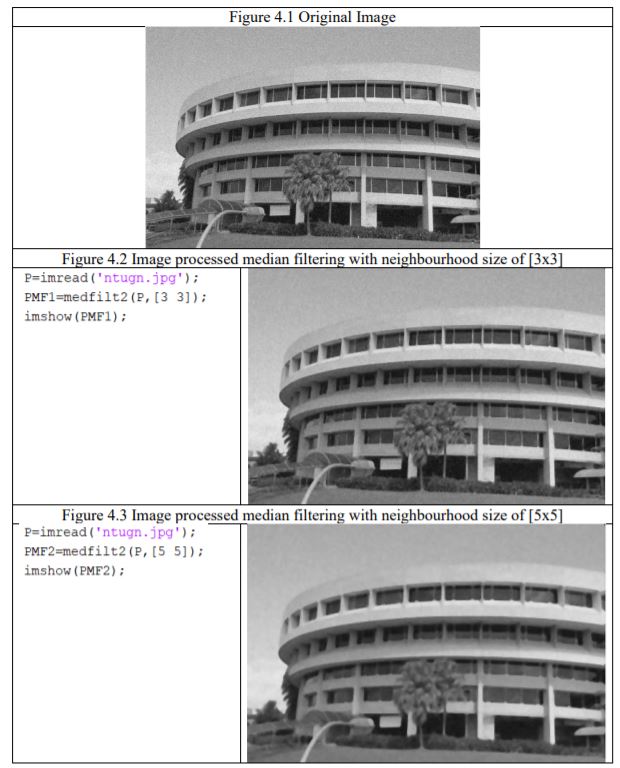 Figure 4.1 Original Image
Figure 4.2 Image processed median filtering with neighbourhood size of [3x3]
P=imread('ntugn.jpg');
PMF1=medfilt2(P,[3 3]);
imshow(PMF1);
Figure 4.3 Image processed median filtering with neighbourhood size of [5x5]
P=imread('ntugn.jpg');
PMF2=medfilt2(P,[5 5]);
imshow(PMF2);